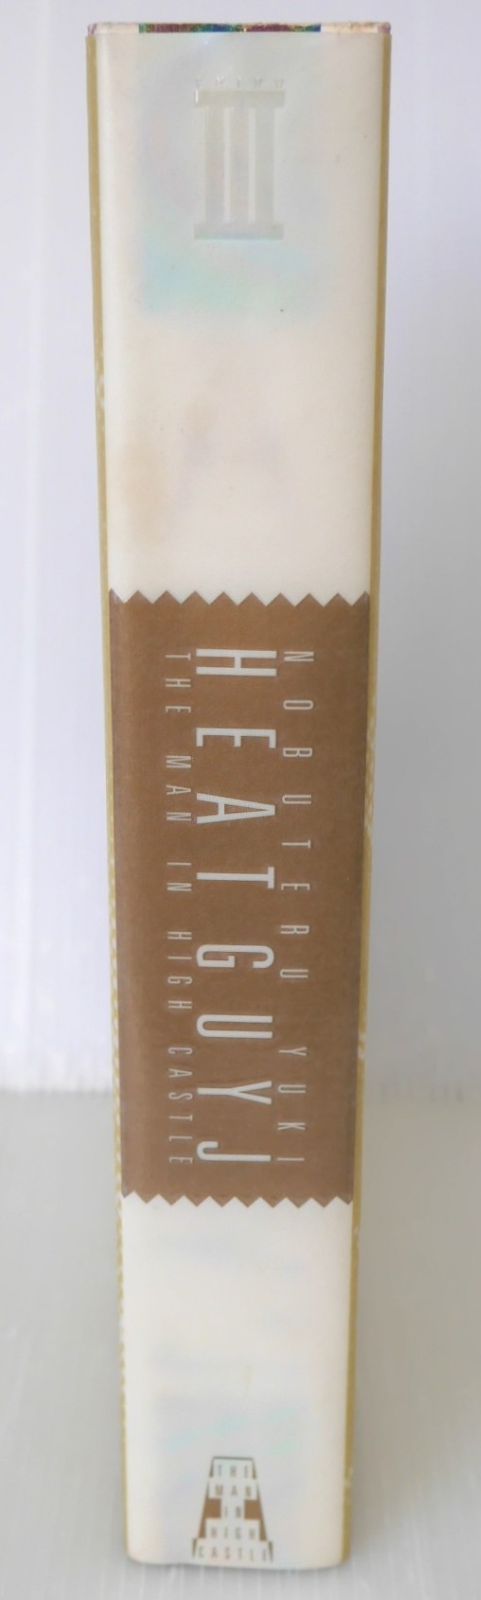 III
NOBUTERU YUKI
HEAT GUY J
THE MAN IN HIGH CASTLE
THE
MAN
IN
HIGH
CASTLE